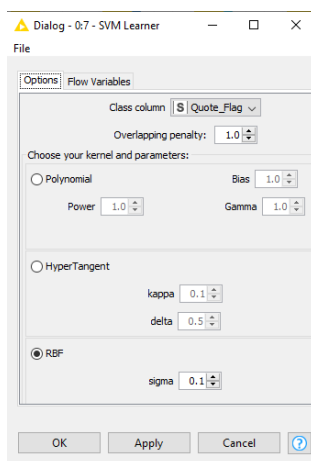 Dialog - 0:7 - SVM Learner
File
Options Flow Variables
Class column S Quote_Flag
Overlapping penalty: 1.0
Choose your kernel and parameters:
Polynomial Bias 1.0
Power 1.0 Gamma 1.0
HyperTangent
kappa 0.1
delta 0.5
RBF
sigma 0.1
OK Apply Cancel ?